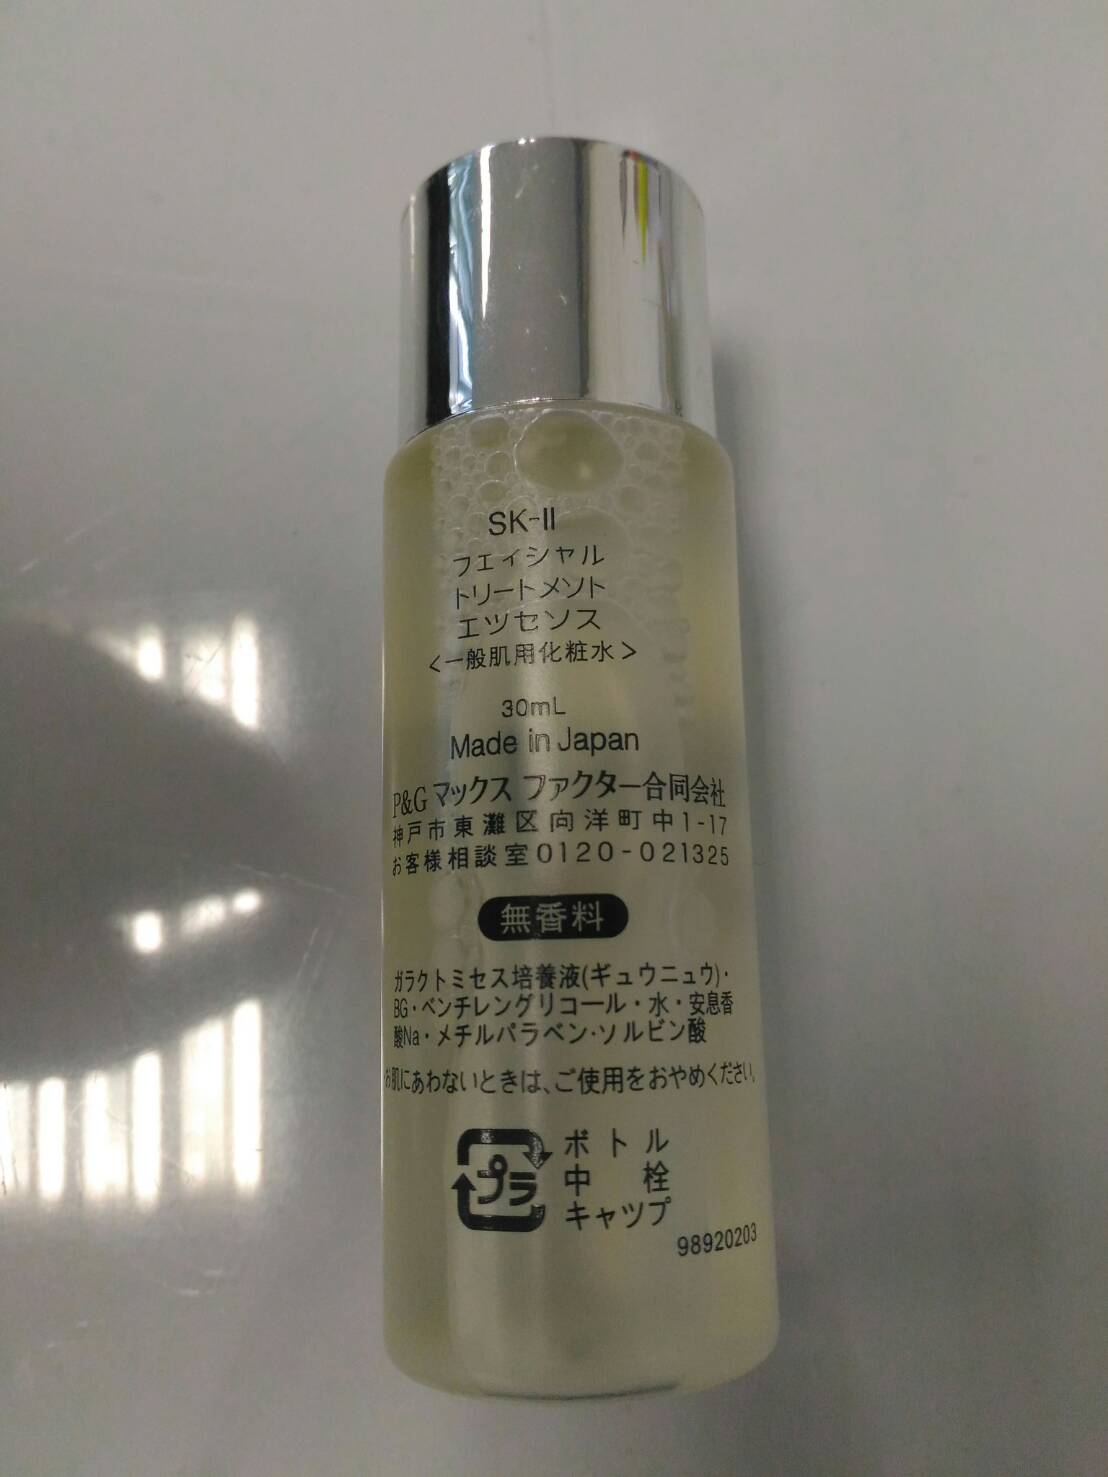 SK-II
フェイシャル
トリートメント
エッセンス
<一般肌用化粧水>
30mL
Made in Japan
P&G マックス ファクター合同会社
神戸市東灘区向洋町中1-17
お客様相談室0120-021325
無香料
ガラクトミセス培養液(ギュウニュウ)・
BG・ペンチレングリコール・水・安息香
酸Na・メチルパラベン・ソルビン酸
お肌にあわないときは、ご使用をおやめください。
プラ
ボトル
中栓
キャップ
98920203